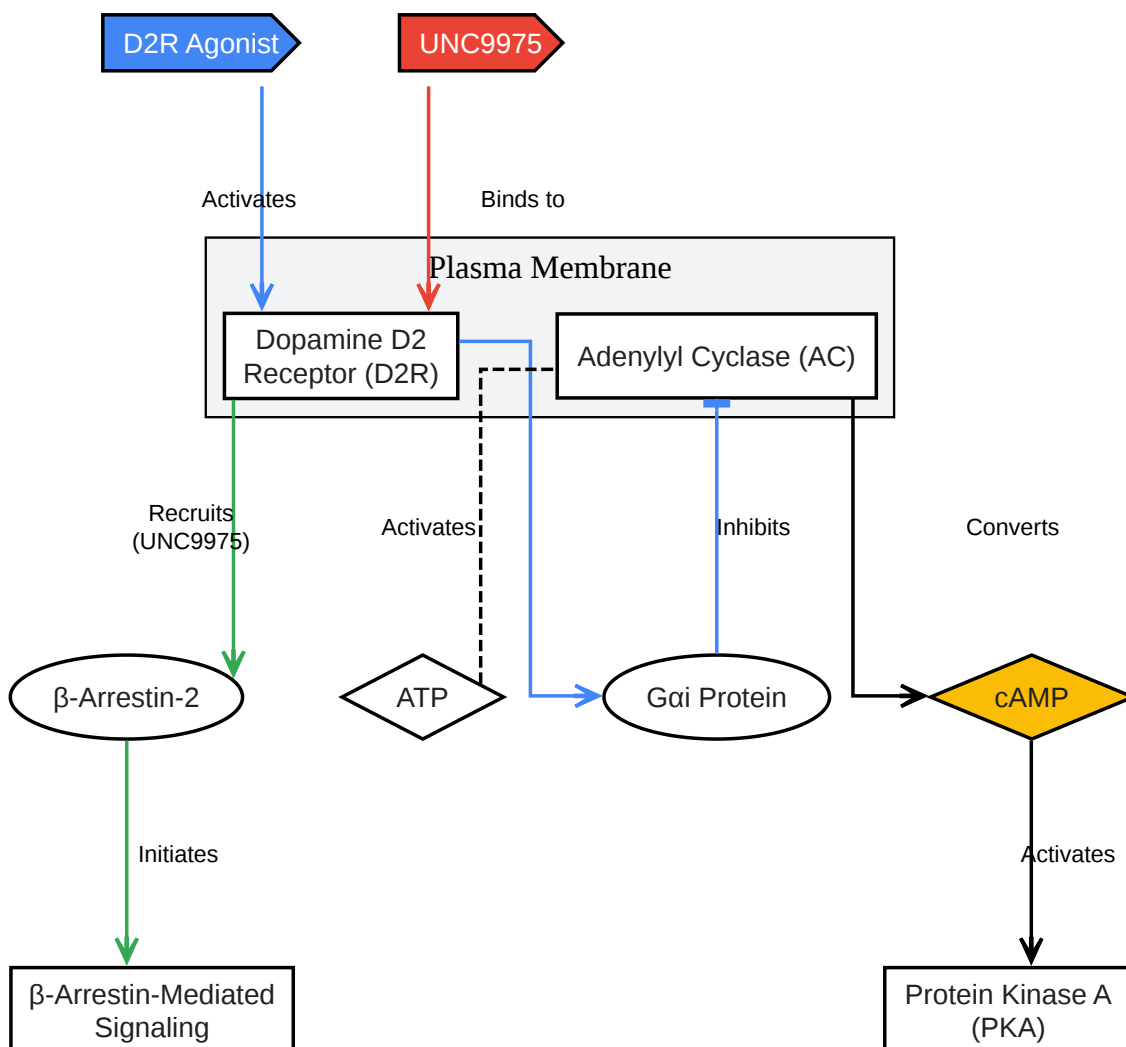 D2R Agonist
UNC9975
Activates
Binds to
Plasma Membrane
Dopamine D2
Receptor (D2R)
Adenylyl Cyclase (AC)
Recruits
(UNC9975)
Activates
Inhibits
Converts
β-Arrestin-2
ATP
Gαi Protein
cAMP
Initiates
Activates
β-Arrestin-Mediated
Signaling
Protein Kinase A
(PKA)